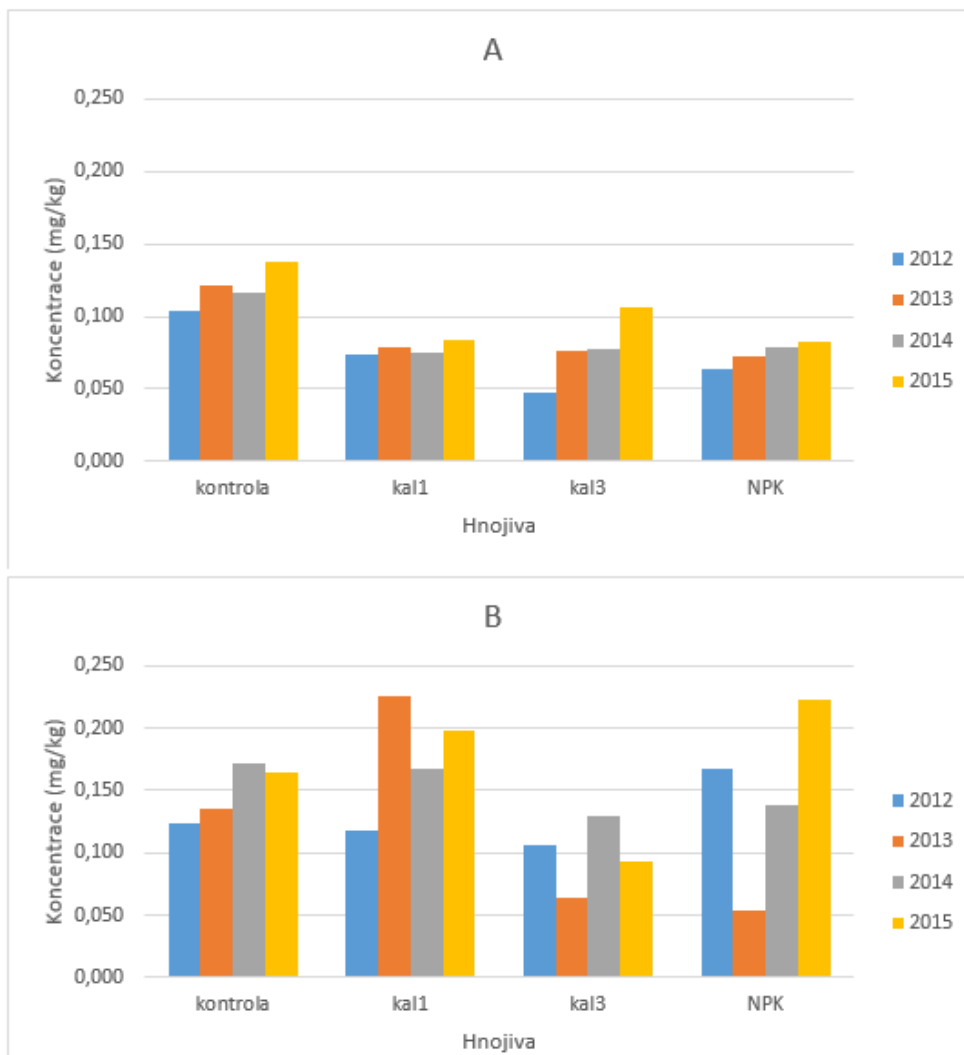 A
0,250
0,200
0,150
0,100
0,050
0,000
Koncentrace (mg/kg)
kontrola kal1 kal3 NPK
Hnojiva
2012
2013
2014
2015
B
0,250
0,200
0,150
0,100
0,050
0,000
Koncentrace (mg/kg)
kontrola kal1 kal3 NPK
Hnojiva
2012
2013
2014
2015